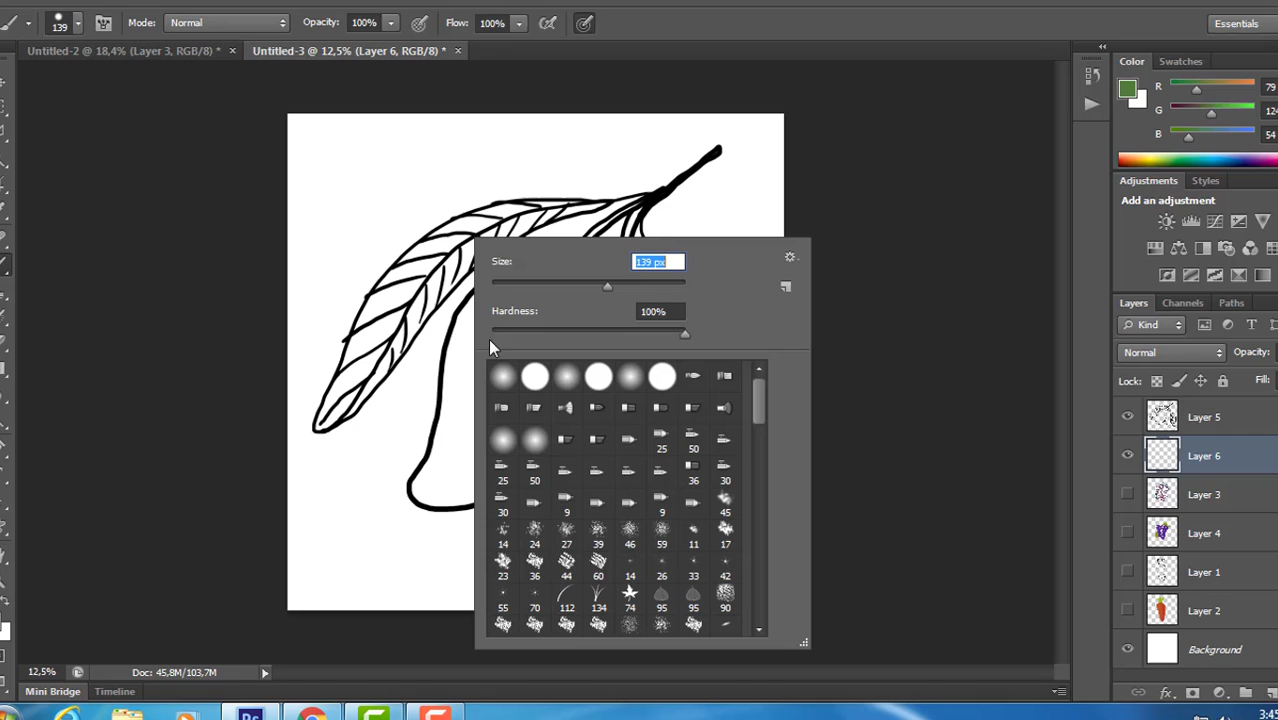 139
Mode:
Normal
Opacity:
100%
Flow:
100%
Essentials
Untitled-2 @ 18,4% (Layer 3, RGB/8) *
Untitled-3 @ 12,5% (Layer 6, RGB/8) *
Color
Swatches
R
79
G
124
B
54
Adjustments
Styles
Add an adjustment
Layers
Channels
Paths
Kind
Normal
Opacity:
Lock:
Fill:
Layer 5
Layer 6
Layer 3
Layer 4
Layer 1
Layer 2
Background
Size:
139 px
Hardness:
100%
25 50
25 50 36 30
30 9 9 45
14 24 27 39 46 59 11 17
23 36 44 60 14 26 33 42
55 70 112 134 74 95 95 90
12,5%
Doc: 45,8M/103,7M
Mini Bridge
Timeline
Ps